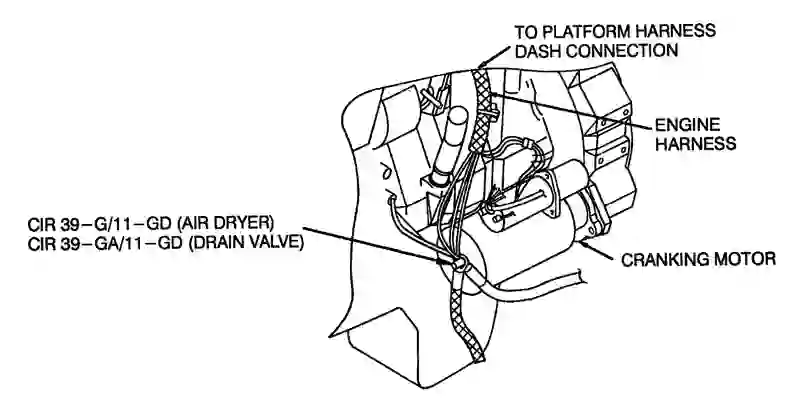 TO PLATFORM HARNESS
DASH CONNECTION
ENGINE
HARNESS
CIR 39-G/11-GD (AIR DRYER)
CIR 39-GA/11-GD (DRAIN VALVE)
CRANKING MOTOR